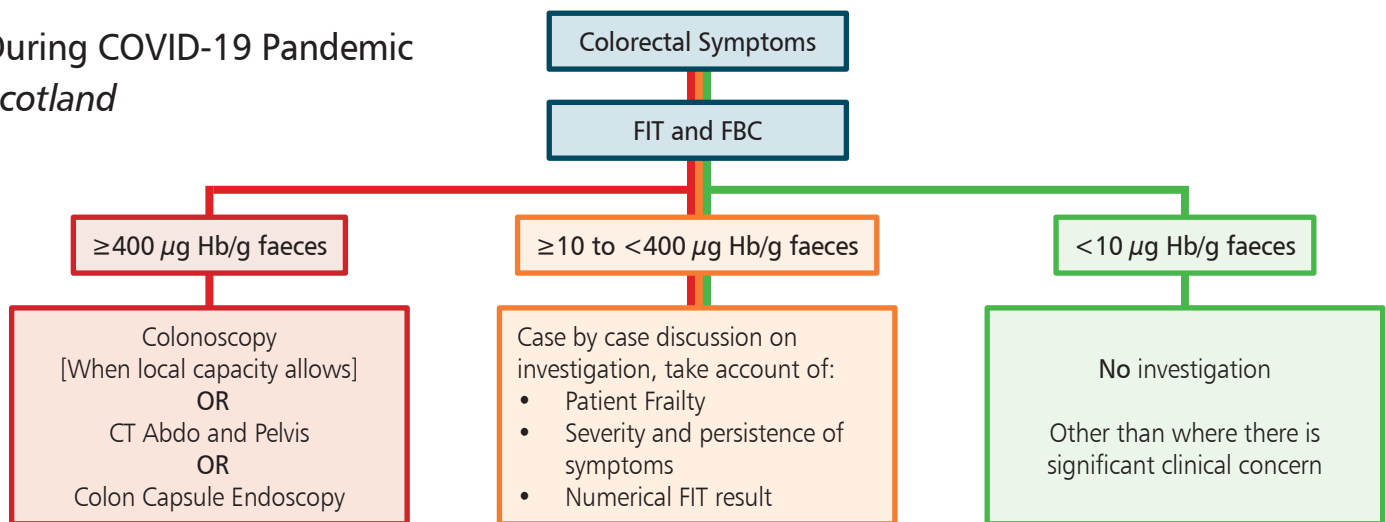 During COVID-19 Pandemic
Scotland
Colorectal Symptoms
FIT and FBC
≥400 µg Hb/g faeces
≥10 to <400 µg Hb/g faeces
<10 µg Hb/g faeces
Colonoscopy
[When local capacity allows]
OR
CT Abdo and Pelvis
OR
Colon Capsule Endoscopy
Case by case discussion on
investigation, take account of:
• Patient Frailty
• Severity and persistence of
symptoms
• Numerical FIT result
No investigation
Other than where there is
significant clinical concern